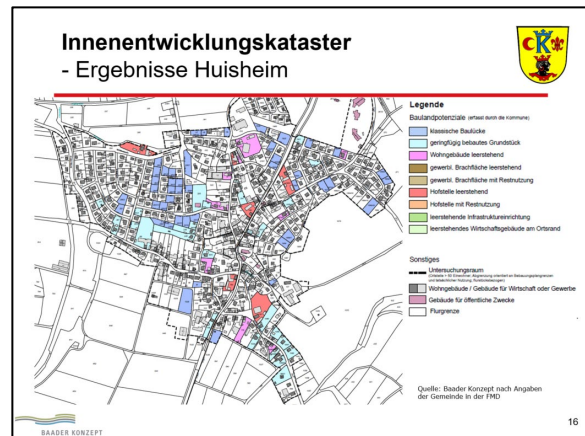 Innenentwicklungskataster
- Ergebnisse Huisheim
Legende
Baulandpotenziale (erfasst durch die Kommune)
klassische Baulücke
geringfügig bebautes Grundstück
Wohngebäude leerstehend
gewerbl. Brachfläche leerstehend
gewerbl. Brachfläche mit Restnutzung
Hofstelle leerstehend
Hofstelle mit Restnutzung
leerstehende Infrastruktureinrichtung
leerstehendes Wirtschaftsgebäude am Ortsrand
Sonstiges
Untersuchungsraum
Wohngebäude / Gebäude für Wirtschaft oder Gewerbe
Gebäude für öffentliche Zwecke
Flurgrenze
Quelle: Baader Konzept nach Angaben
der Gemeinde in der FMD
BAADER KONZEPT
16